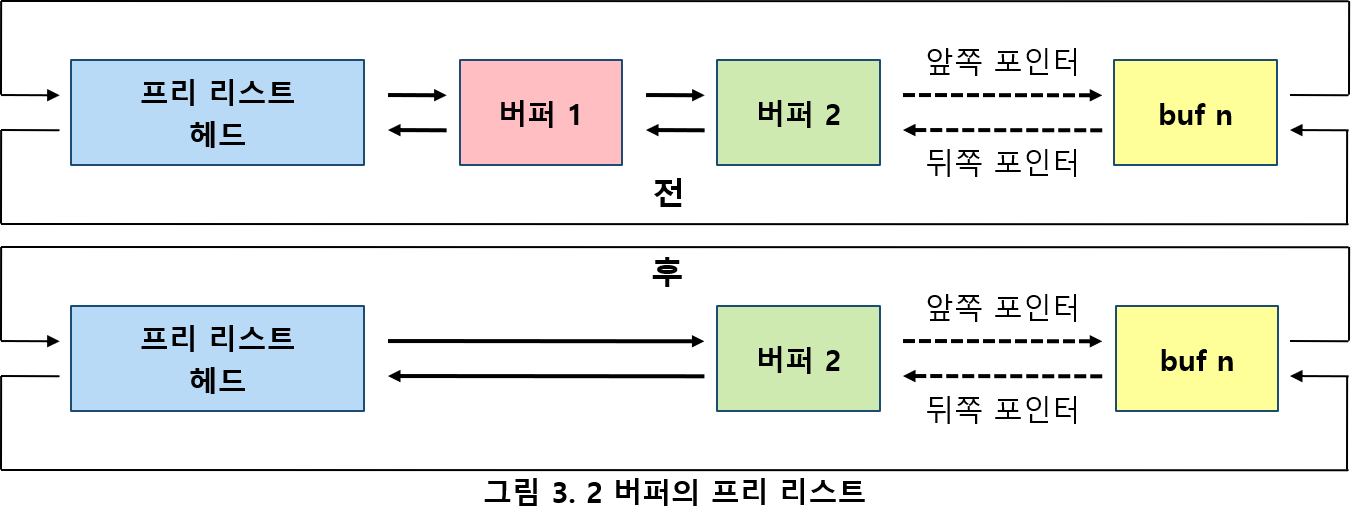 프리 리스트
헤드
버퍼 1
버퍼 2
앞쪽 포인터
뒤쪽 포인터
buf n
전
후
프리 리스트
헤드
버퍼 2
앞쪽 포인터
뒤쪽 포인터
buf n
그림 3. 2 버퍼의 프리 리스트